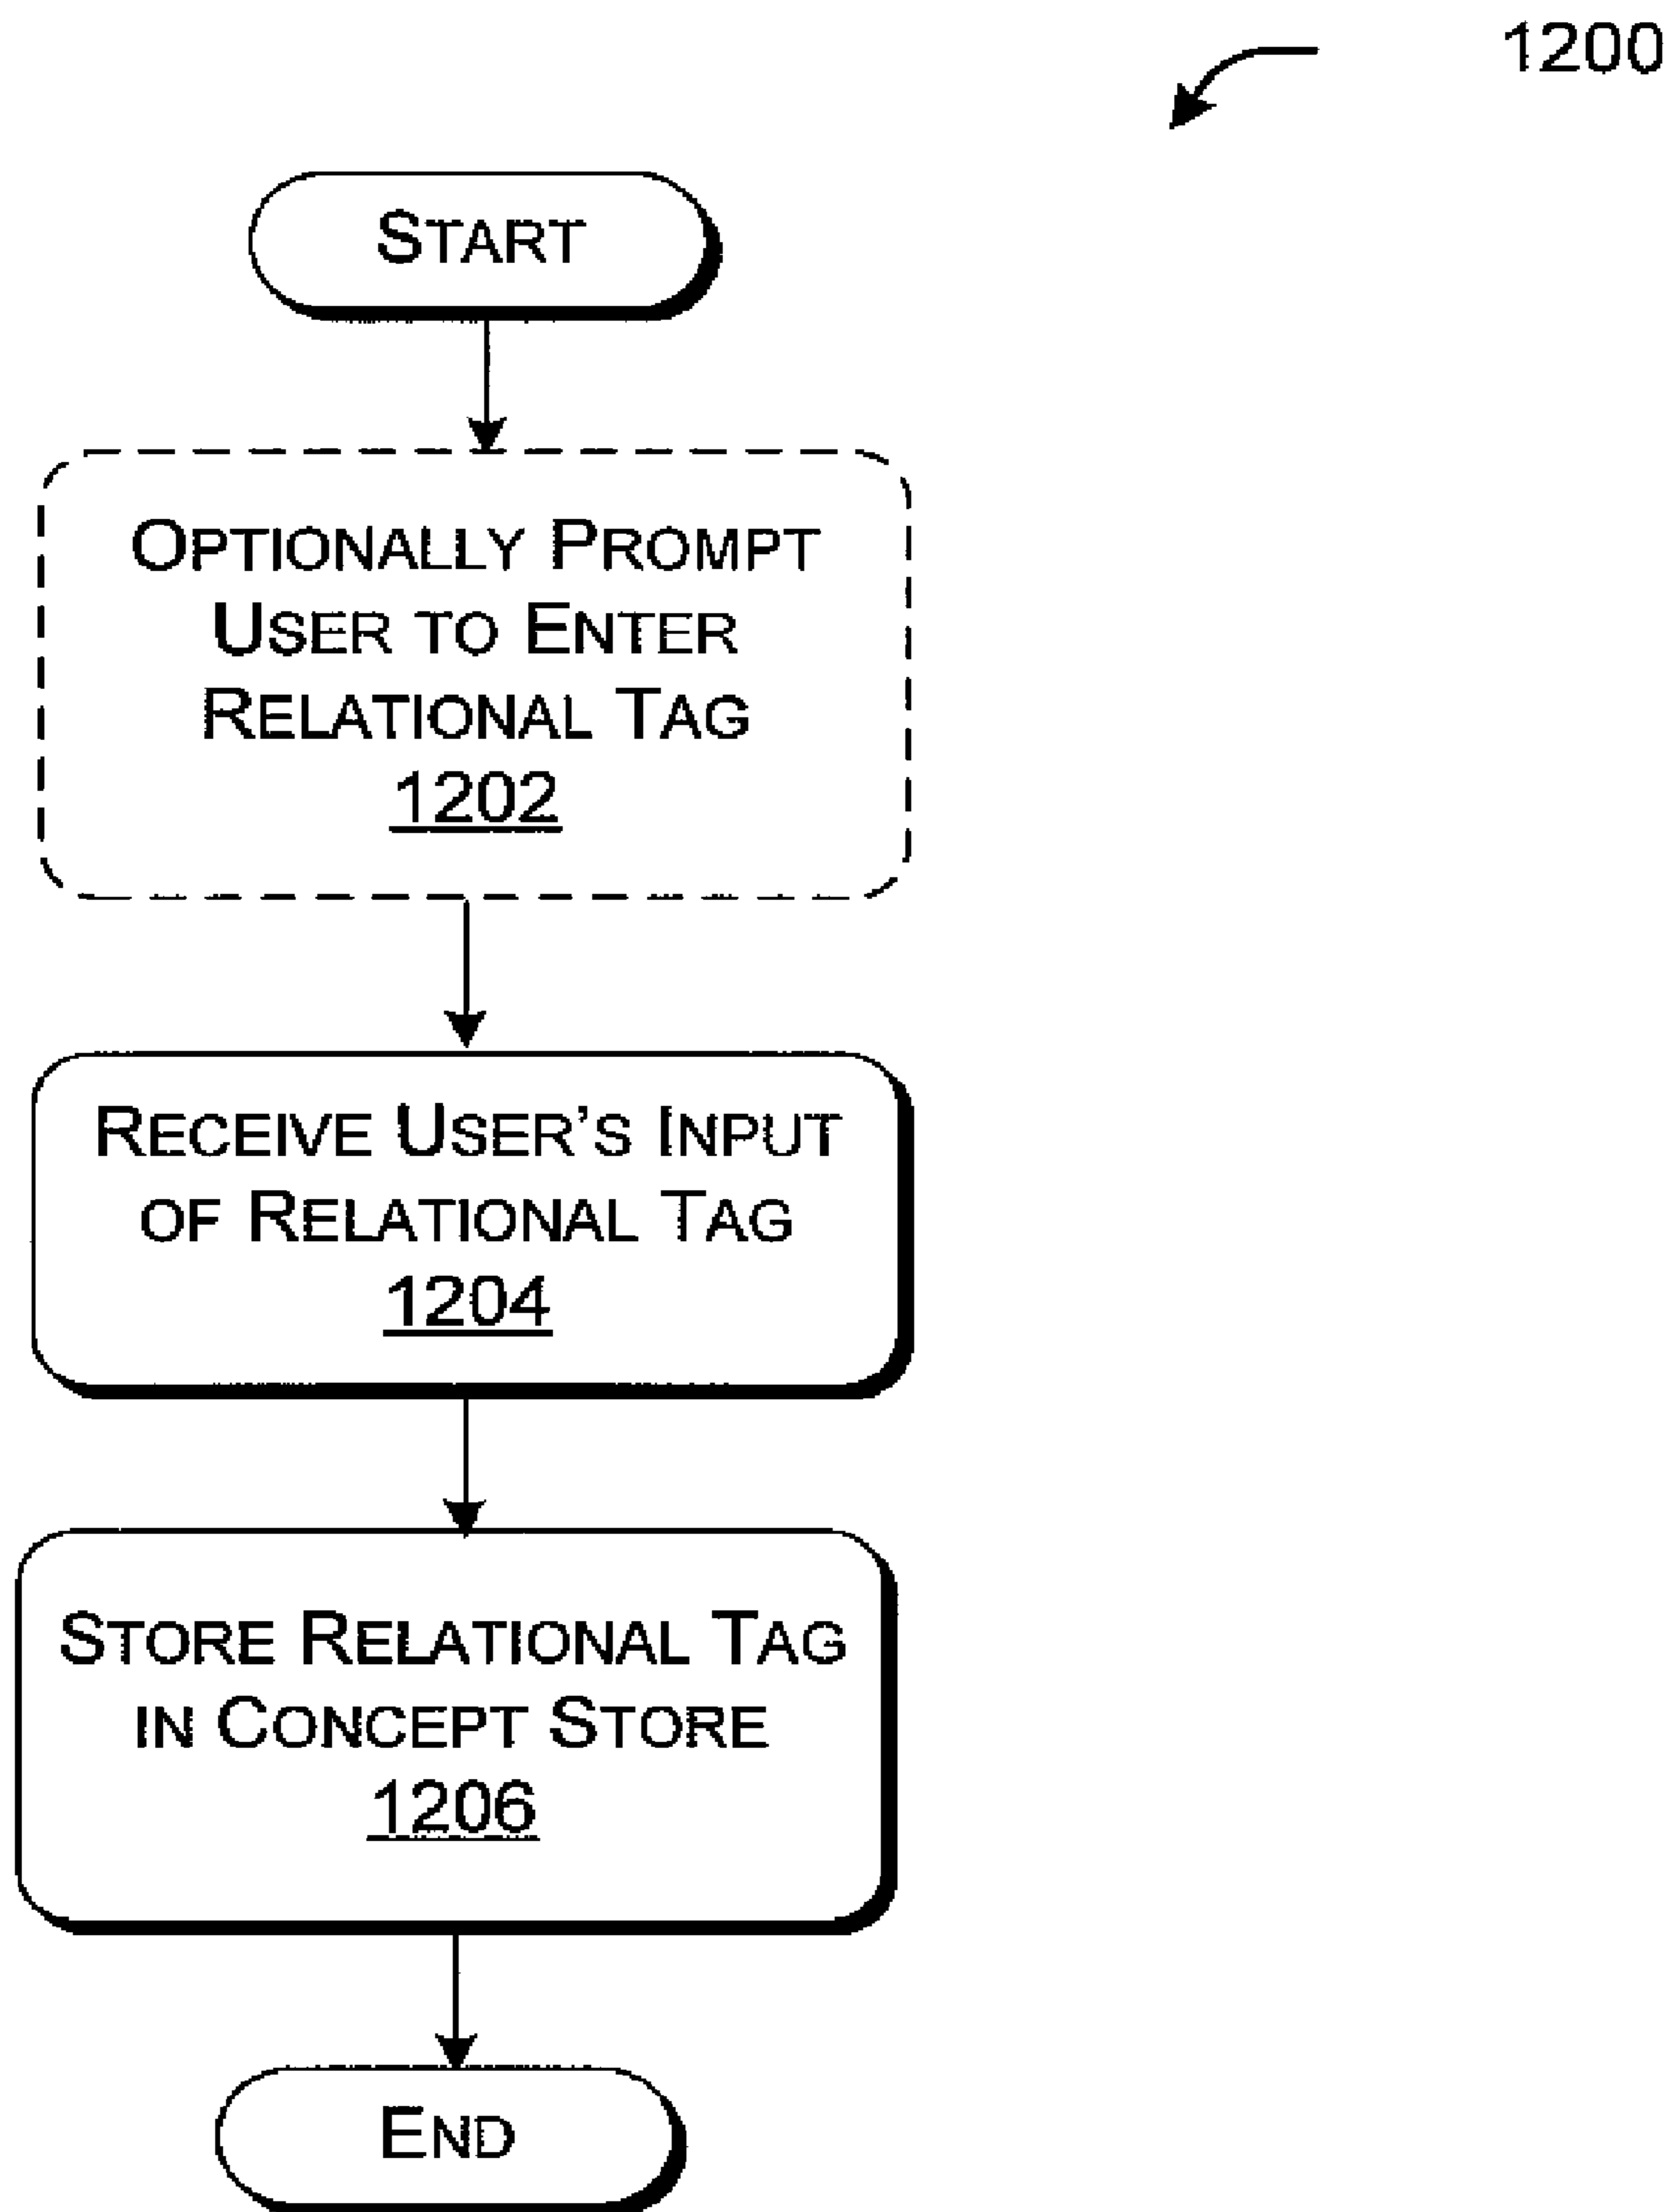 1200
START
OPTIONALLY PROMPT
USER TO ENTER
RELATIONAL TAG
1202
RECEIVE USER'S INPUT
OF RELATIONAL TAG
1204
STORE RELATIONAL TAG
IN CONCEPT STORE
1206
END